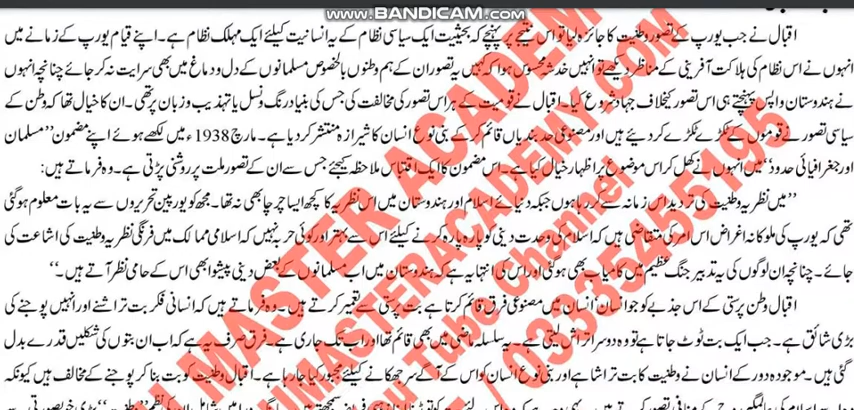 www.BANDICAM.com
اقبال نے جب یورپ کے تصور وطنیت کا جائزہ لیا تو اس نتیجے پر پہنچے کہ بحیثیت ایک سیاسی نظام کے یہ انسانیت کیلئے ایک مہلک نظام ہے۔ اپنے قیام یورپ کے زمانے میں
انہوں نے اس نظام کی ہلاکت آفرینی کے مناظر دیکھے تو انہیں خدشہ محسوس ہوا کہ کہیں یہ تصور ان کے ہم وطنوں بالخصوص مسلمانوں کے دل و دماغ میں بھی سرایت نہ کر جائے چنانچہ انہوں
نے ہندوستان واپس پہنچتے ہی اس تصور کیخلاف جہاد شروع کیا۔ اقبال نے قومیت کے ہر اس تصور کی مخالفت کی جس کی بنیاد رنگ و نسل یا تہذیب و زبان پر تھی۔ ان کا خیال تھا کہ وطن کے
سیاسی تصور نے قوموں کے ٹکڑے ٹکڑے کر دیئے ہیں اور مصنوعی حد بندیاں قائم کر کے بنی نوع انسان کا شیرازہ منتشر کر دیا ہے۔ مارچ 1938ء میں لکھے ہوئے اپنے مضمون ”مسلمان
اور جغرافیائی حدود“ میں انہوں نے کھل کر اس موضوع پر اظہار خیال کیا ہے۔ اس مضمون کا ایک اقتباس ملاحظہ کیجئے جس سے ان کے تصور ملت پر روشنی پڑتی ہے۔ وہ فرماتے ہیں:
”میں نظریہ وطنیت کی تردید اس زمانہ سے کر رہا ہوں جبکہ دنیائے اسلام اور ہندوستان میں اس نظریہ کا کچھ ایسا چرچا بھی نہ تھا۔ مجھ کو یورپین تحریروں سے یہ بات معلوم ہو گئی
تھی کہ یورپ کی ملوکانہ اغراض اس امر کی متقاضی ہیں کہ اسلامی وحدت دینی کو پارہ پارہ کرنے کیلئے اس سے بہتر اور کوئی حربہ نہیں کہ اسلامی ممالک میں فرنگی نظریہ وطنیت کی اشاعت کی
جائے۔ چنانچہ ان لوگوں کی یہ تدبیر جنگ عظیم میں کامیاب بھی ہو گئی اور اس کی انتہا یہ ہے کہ ہندوستان میں اب مسلمانوں کے بعض دینی پیشوا بھی اس کے حامی نظر آتے ہیں۔“
اقبال وطن پرستی کے اس جذبے کو جو انسان انسان میں مصنوعی فرق قائم کرتا ہے بت پرستی سے تعبیر کرتے ہیں۔ وہ فرماتے ہیں کہ انسانی فکر بت تراشنے اور انہیں پوجنے کی
بڑی شائق ہے۔ جب ایک بت ٹوٹ جاتا ہے تو وہ دوسرا تراش لیتی ہے۔ یہ سلسلہ ماضی میں بھی قائم تھا اور اب تک جاری ہے۔ فرق صرف یہ ہے کہ اب ان بتوں کی شکلیں قدرے بدل
گئی ہیں۔ موجودہ دور کے انسان نے وطنیت کا بت تراشا ہے اور بنی نوع انسان کو اس کے آگے سر جھکانے کیلئے مجبور کیا جا رہا ہے۔ اقبال وطنیت کو بت بنا کر پوجنے کے مخالف ہیں کیونکہ
MASTER ACADEMY
MASTERACADEMY.COM
You Tube Channel
03335455195